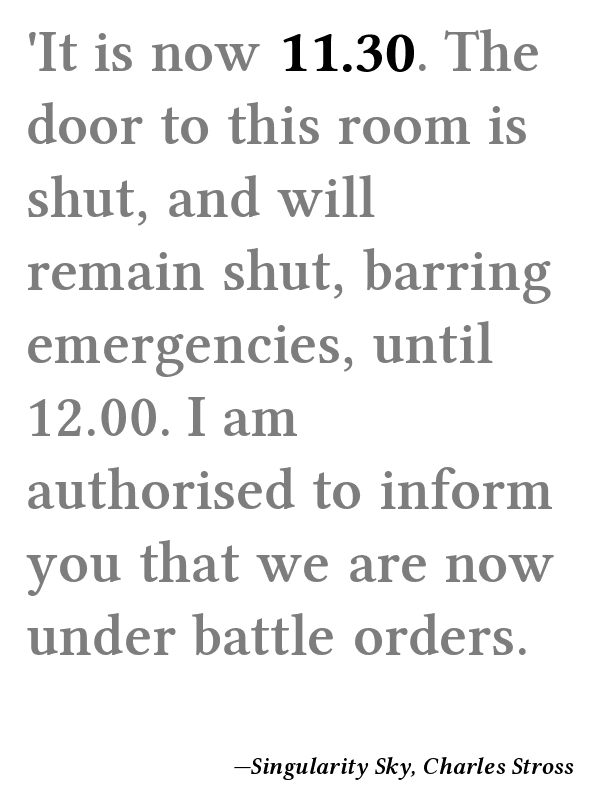 'It is now 11.30. The
door to this room is
shut, and will
remain shut, barring
emergencies, until
12.00. I am
authorised to inform
you that we are now
under battle orders.
—Singularity Sky, Charles Stross